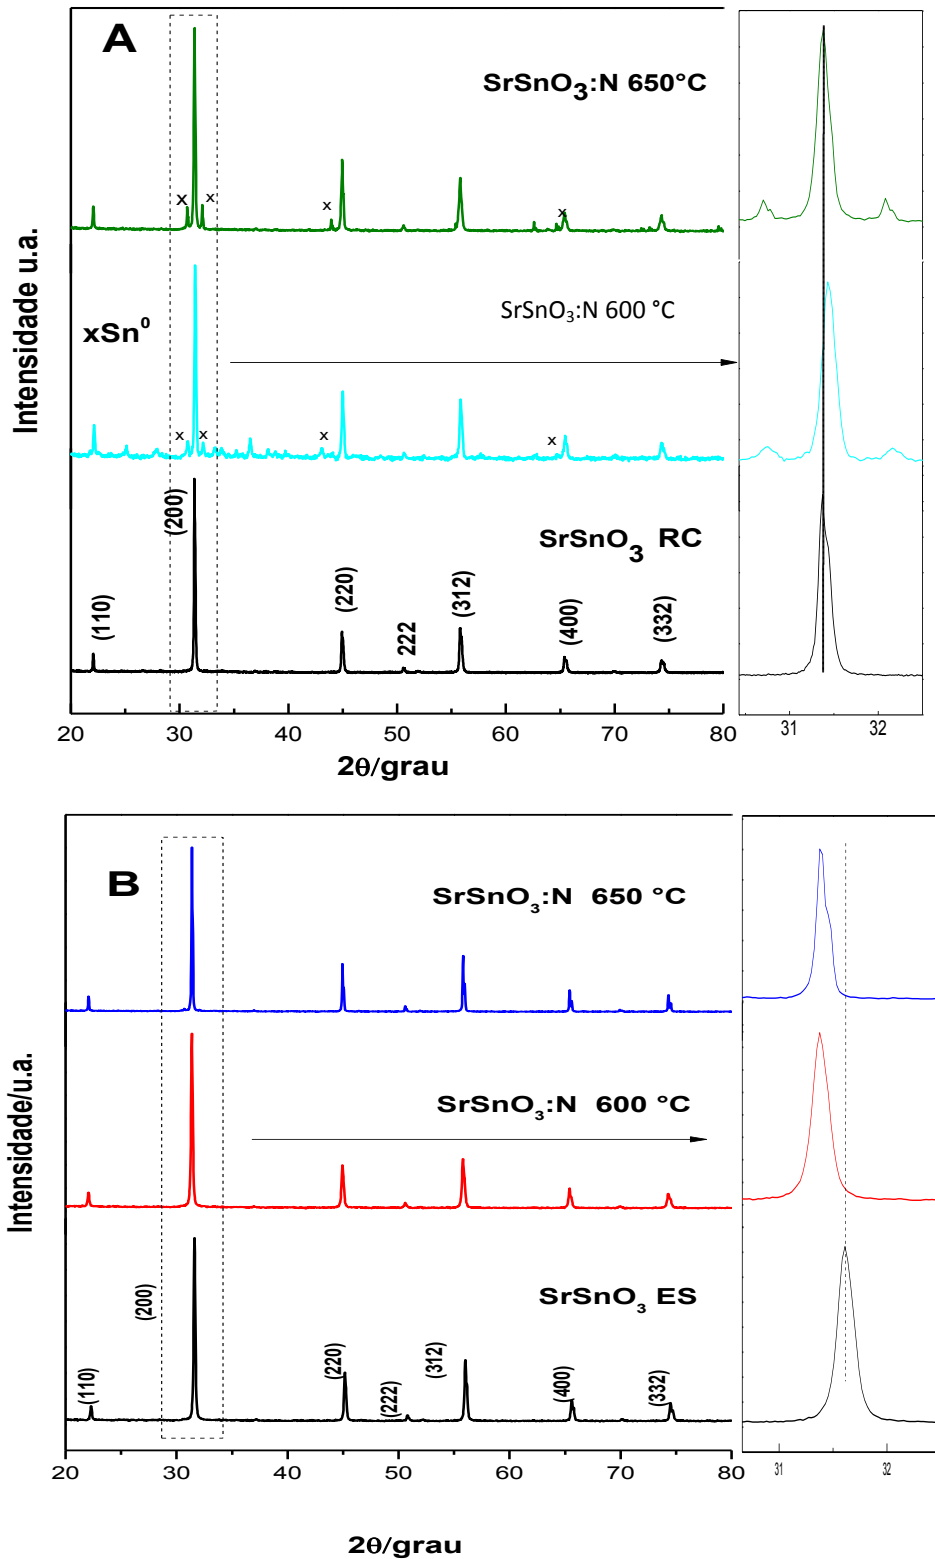 A
SrSnO₃:N 650°C
x
x
x
x
Intensidade u.a.
xSn⁰
SrSnO₃:N 600 °C
x
x
x
x
(200)
SrSnO₃ RC
(110)
(220)
222
(312)
(400)
(332)
20 30 40 50 60 70 80
2θ/grau
31 32
B
SrSnO₃:N 650 °C
Intensidade/u.a.
SrSnO₃:N 600 °C
SrSnO₃ ES
(200)
(110)
(220)
(222)
(312)
(400)
(332)
20 30 40 50 60 70 80
31 32
2θ/grau